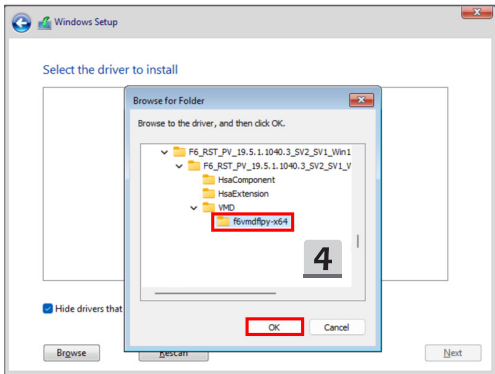 Windows Setup
Select the driver to install
Browse for Folder
Browse to the driver, and then click OK.
F6_RST_PV_19.5.1.1040.3_SV2_SV1_Win1
F6_RST_PV_19.5.1.1040.3_SV2_SV1_V
HsaComponent
HsaExtension
VMD
f6vmdflpy-x64
4
Hide drivers that
OK Cancel
Browse Rescan Next